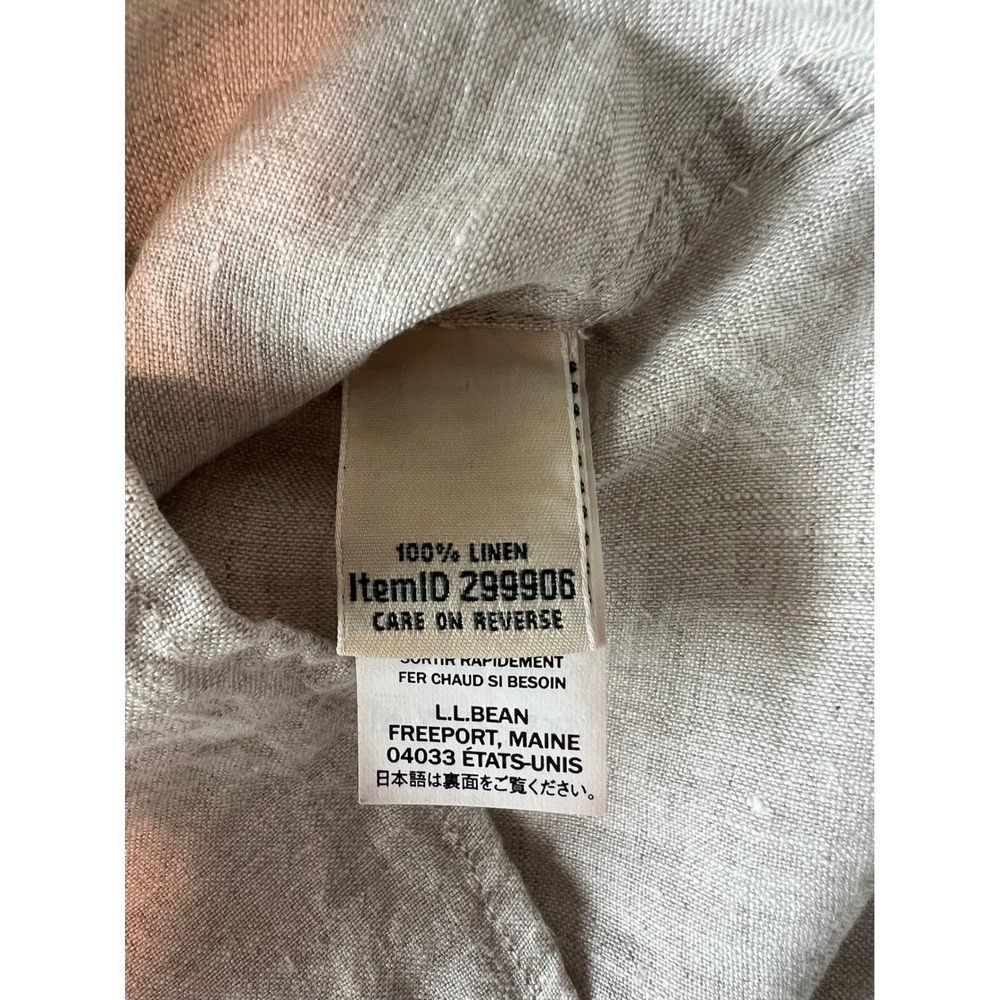 100% LINEN
ItemID 299906
CARE ON REVERSE
SORTIR RAPIDEMENT
FER CHAUD SI BESOIN
L.L.BEAN
FREEPORT, MAINE
04033 ÉTATS-UNIS
日本語は裏面をご覧ください。